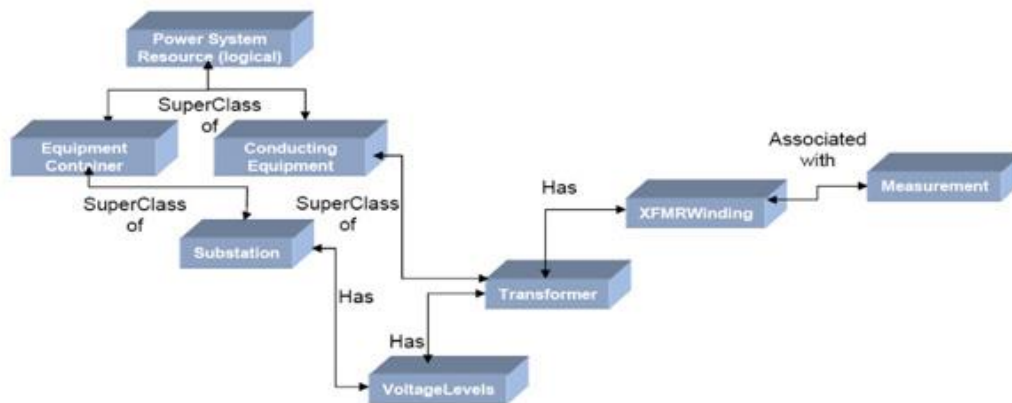 Power System
Resource (logical)
SuperClass
of
Equipment
Container
Conducting
Equipment
Associated
with
Measurement
Has
XFMRWinding
SuperClass
of
SuperClass
of
Substation
Transformer
Has
Has
VoltageLevels